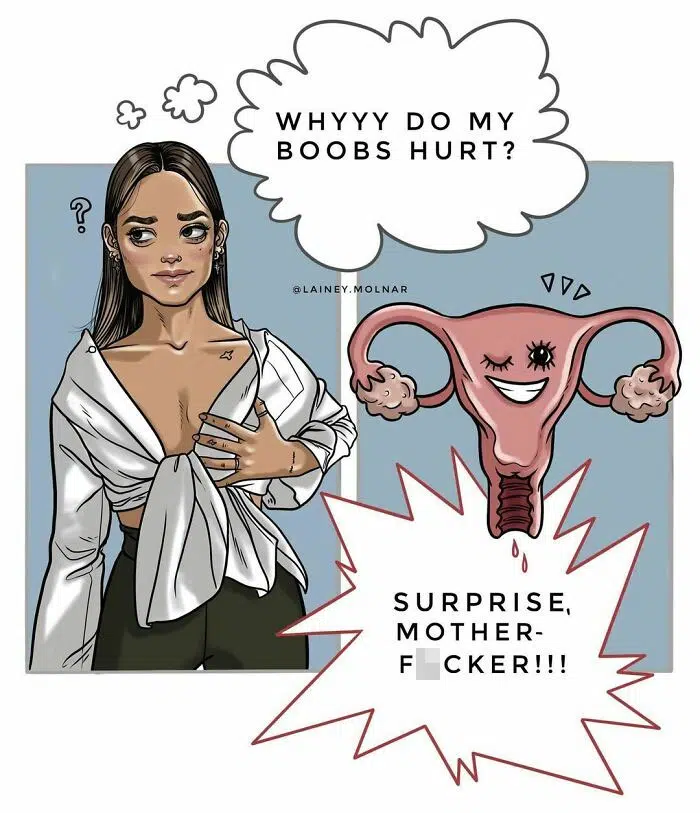 WHYYY DO MY
BOOBS HURT?
?
@LAINEY.MOLNAR
SURPRISE,
MOTHER-
F CKER!!!